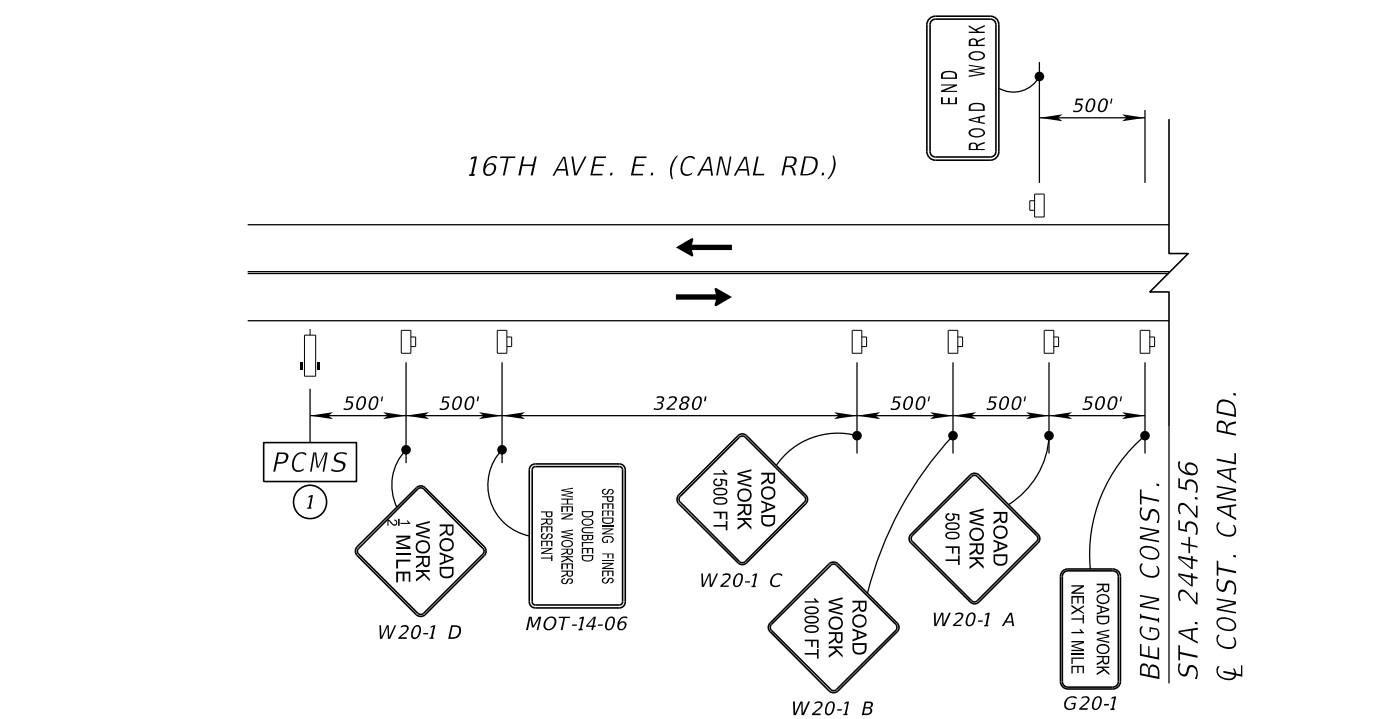 END
ROAD WORK
500'
16TH AVE. E. (CANAL RD.)
500'
500'
3280'
500'
500'
500'
PCMS
1
ROAD
WORK
1/2 MILE
W20-1 D
SPEEDING FINES
DOUBLED
WHEN WORKERS
PRESENT
MOT-14-06
ROAD
WORK
1500 FT
W20-1 C
ROAD
WORK
1000 FT
W20-1 B
ROAD
WORK
500 FT
W20-1 A
ROAD WORK
NEXT 1 MILE
G20-1
BEGIN CONST.
STA. 244+52.56
℄ CONST. CANAL RD.